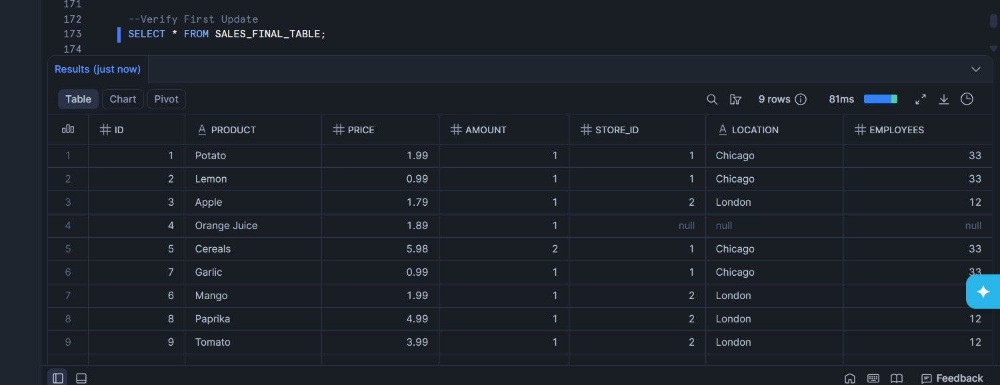 171
172 --Verify First Update
173 SELECT * FROM SALES_FINAL_TABLE;
174
Results (just now)
Table Chart Pivot 9 rows 81ms
ID PRODUCT PRICE AMOUNT STORE_ID LOCATION EMPLOYEES
1 1 Potato 1.99 1 1 Chicago 33
2 2 Lemon 0.99 1 1 Chicago 33
3 3 Apple 1.79 1 2 London 12
4 4 Orange Juice 1.89 1 null null null
5 5 Cereals 5.98 2 1 Chicago 33
6 7 Garlic 0.99 1 1 Chicago 33
7 6 Mango 1.99 1 2 London
8 8 Paprika 4.99 1 2 London 12
9 9 Tomato 3.99 1 2 London 12
Feedback